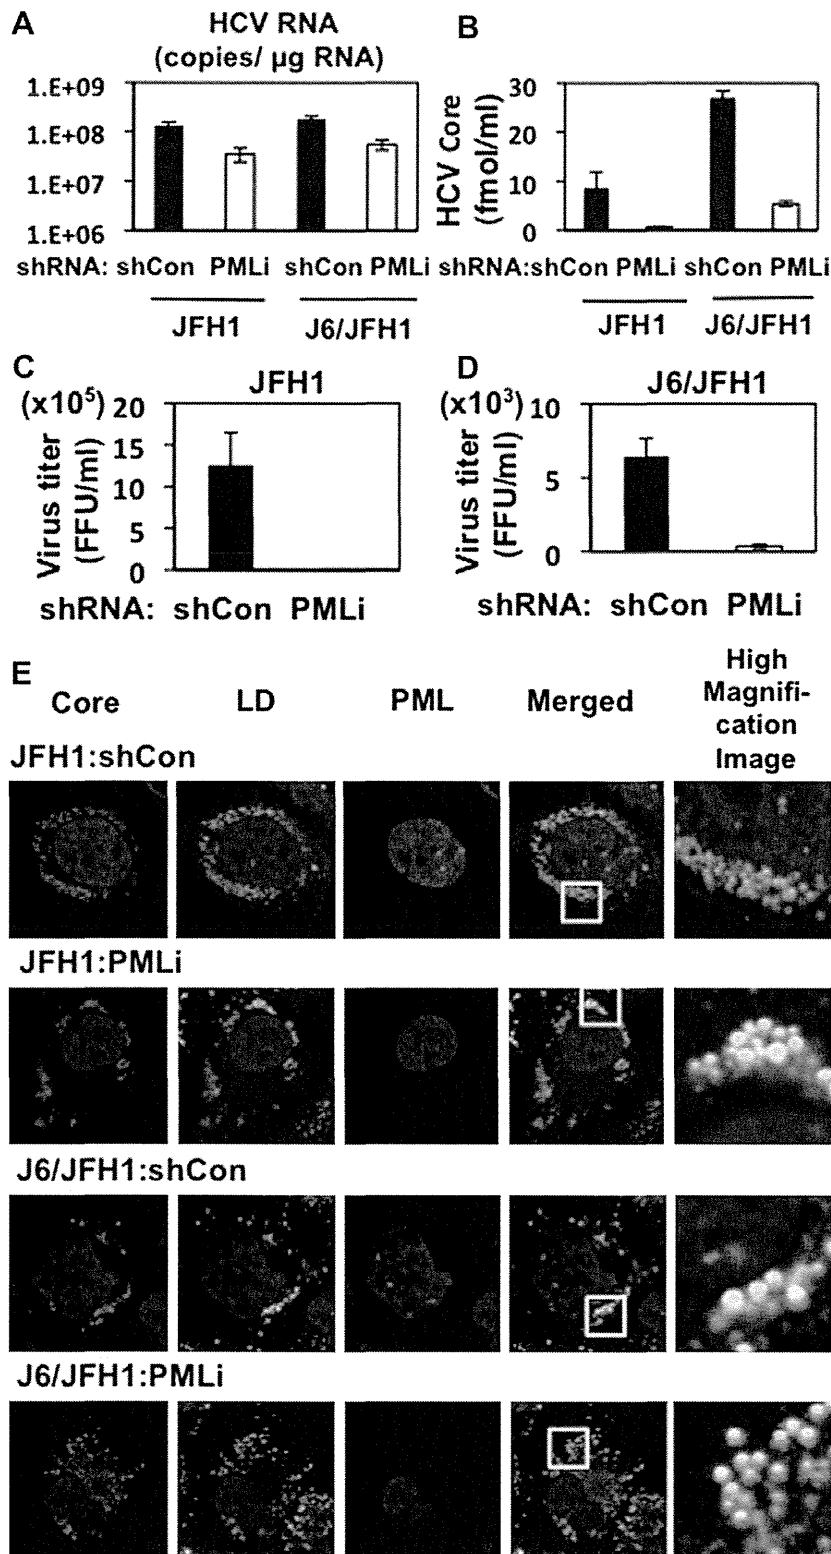 A
HCV RNA
(copies/ µg RNA)
1.E+09
1.E+08
1.E+07
1.E+06
shRNA: shCon PMLi shCon PMLi
JFH1 J6/JFH1
B
HCV Core
(fmol/ml)
30
20
10
0
shRNA:shCon PMLi shCon PMLi
JFH1 J6/JFH1
C
JFH1
(x10⁵)
Virus titer
(FFU/ml)
20
15
10
5
0
shRNA: shCon PMLi
D
J6/JFH1
(x10³)
Virus titer
(FFU/ml)
10
5
0
shRNA: shCon PMLi
E
Core LD PML Merged
High
Magnifi-
cation
Image
JFH1:shCon
JFH1:PMLi
J6/JFH1:shCon
J6/JFH1:PMLi